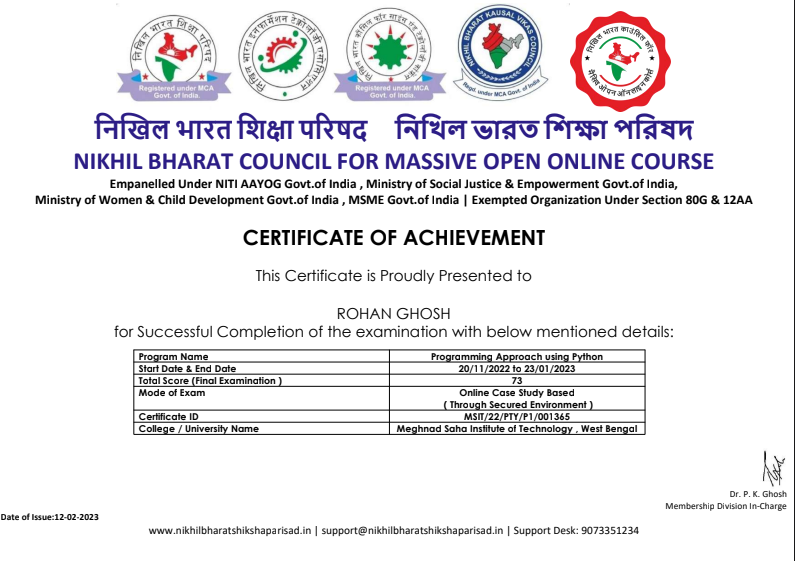 निखिल भारत शिक्षा परिषद
Registered under MCA
Govt. of India.
Registered under MCA
Govt. of India.
NIKHIL BHARAT KAUSAL VIKAS COUNCIL
Regd. under MCA Govt. of India
निखिल भारत काउंसिल फॉर
मैसिव ओपन ऑनलाइन कोर्स
निखिल भारत शिक्षा परिषद নিখিল ভারত শিক্ষা পরিষদ
NIKHIL BHARAT COUNCIL FOR MASSIVE OPEN ONLINE COURSE
Empanelled Under NITI AAYOG Govt.of India , Ministry of Social Justice & Empowerment Govt.of India,
Ministry of Women & Child Development Govt.of India , MSME Govt.of India | Exempted Organization Under Section 80G & 12AA
CERTIFICATE OF ACHIEVEMENT
This Certificate is Proudly Presented to
ROHAN GHOSH
for Successful Completion of the examination with below mentioned details:
Program Name Programming Approach using Python
Start Date & End Date 20/11/2022 to 23/01/2023
Total Score (Final Examination ) 73
Mode of Exam Online Case Study Based
( Through Secured Environment )
Certificate ID MSIT/22/PTY/P1/001365
College / University Name Meghnad Saha Institute of Technology , West Bengal
Dr. P. K. Ghosh
Membership Division In-Charge
Date of Issue:12-02-2023
www.nikhilbharatshikshaparisad.in | support@nikhilbharatshikshaparisad.in | Support Desk: 9073351234